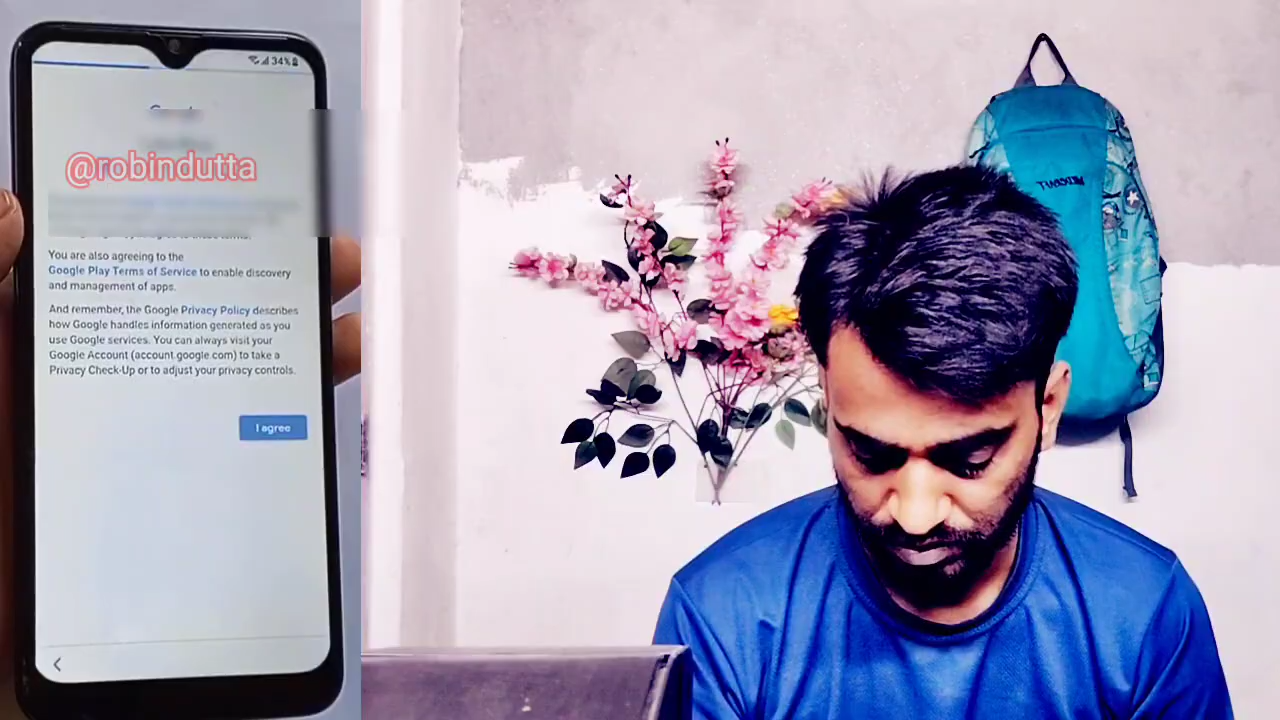 34%
@robindutta
You are also agreeing to the
Google Play Terms of Service to enable discovery
and management of apps.
And remember, the Google Privacy Policy describes
how Google handles information generated as you
use Google services. You can always visit your
Google Account (account.google.com) to take a
Privacy Check-Up or to adjust your privacy controls.
I agree